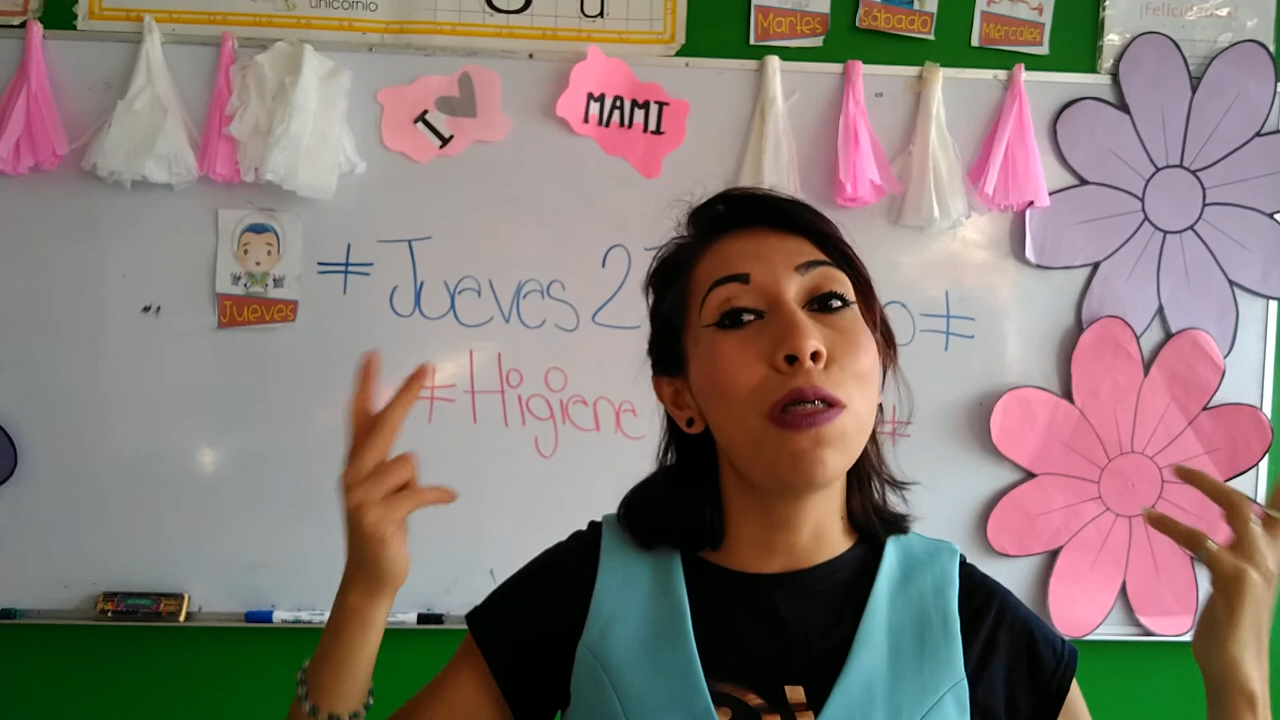 unicornio
u
Martes
sábado
Miércoles
¡Felicidades!
I
MAMI
Jueves
#Jueves 2
o#
#Higiene
#